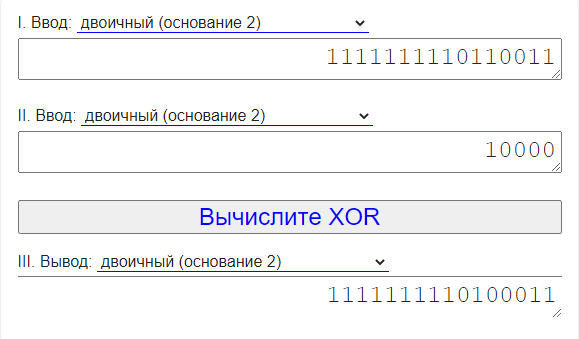 I. Ввод: двоичный (основание 2)
1111111110110011
II. Ввод: двоичный (основание 2)
10000
Вычислите XOR
III. Вывод: двоичный (основание 2)
1111111110100011